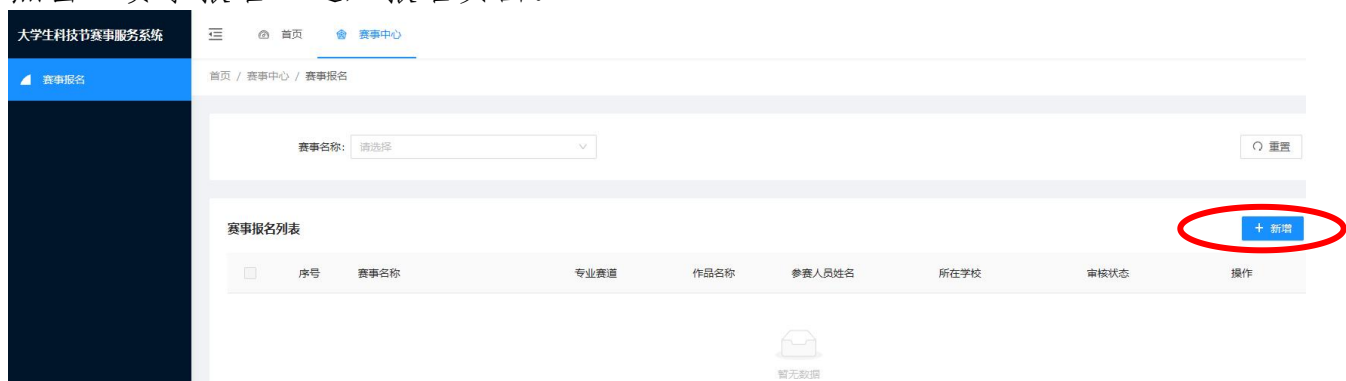 大学生科技节赛事服务系统 首页 赛事中心
赛事报名 首页 / 赛事中心 / 赛事报名
赛事名称: 请选择 重置
赛事报名列表 + 新增
序号 赛事名称 专业赛道 作品名称 参赛人员姓名 所在学校 审核状态 操作
暂无数据